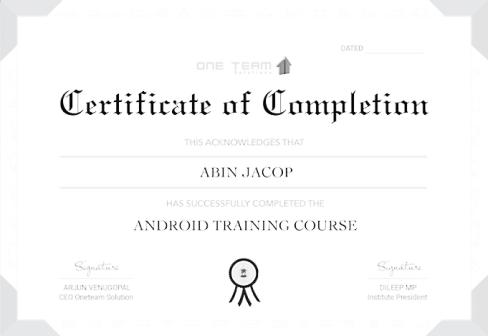 DATED
ONE TEAM
Solutions
Certificate of Completion
THIS ACKNOWLEDGES THAT
ABIN JACOP
HAS SUCCESSFULLY COMPLETED THE
ANDROID TRAINING COURSE
Signature
ARJUN VENUGOPAL
CEO Oneteam Solution
Signature
DILEEP MP
Institute President